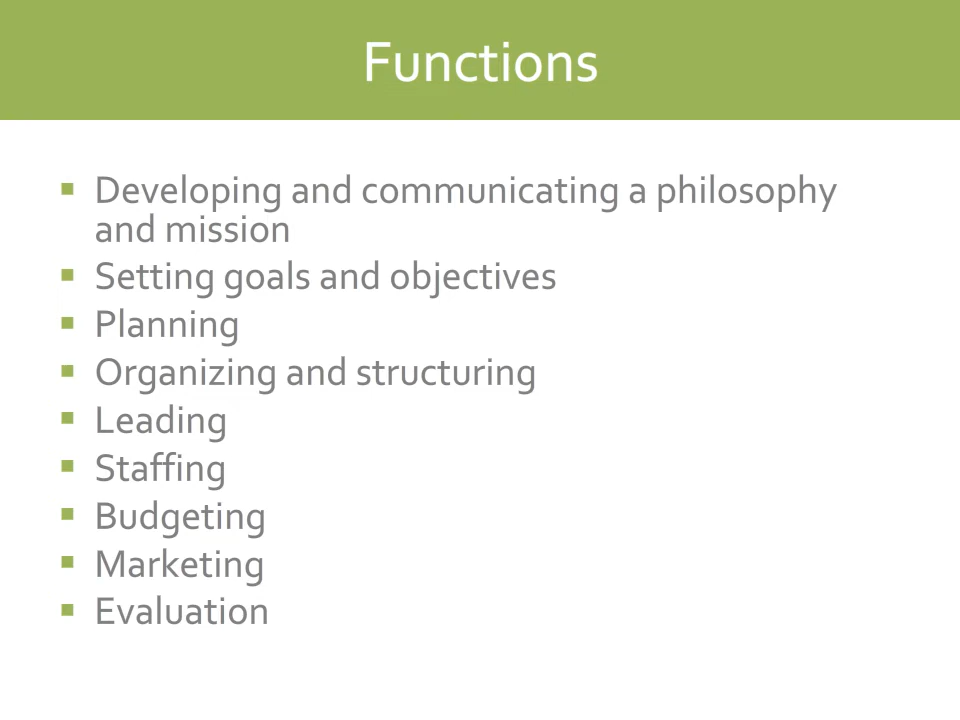 Functions
▪ Developing and communicating a philosophy
and mission
▪ Setting goals and objectives
▪ Planning
▪ Organizing and structuring
▪ Leading
▪ Staffing
▪ Budgeting
▪ Marketing
▪ Evaluation